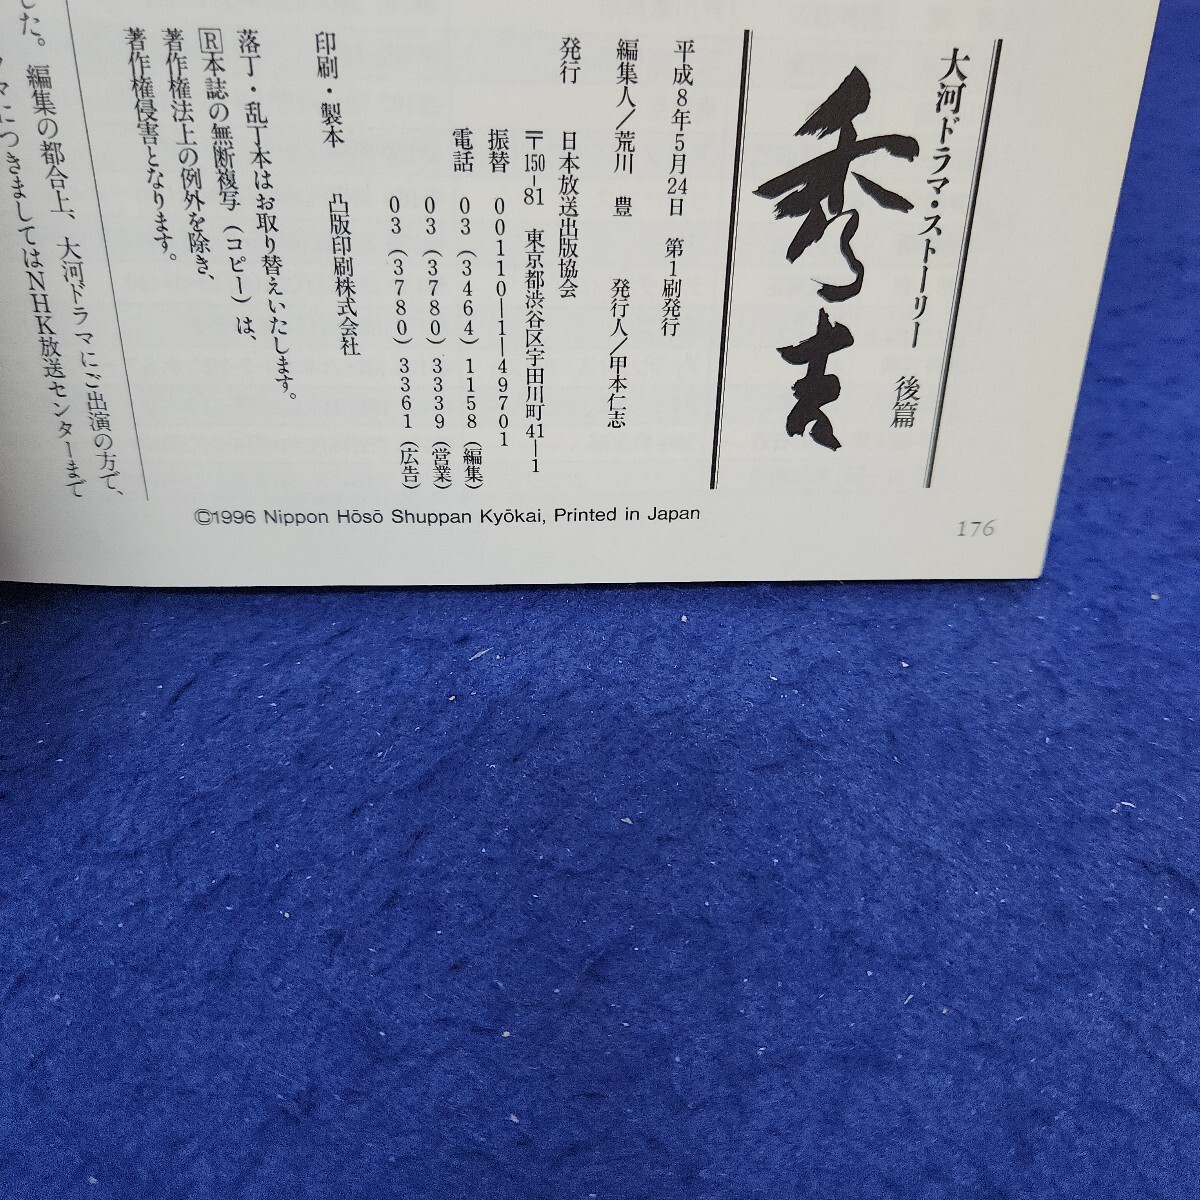 大河ドラマ・ストーリー 後篇
秀吉
平成8年5月24日 第1刷発行
編集人／荒川 豊 発行人／甲本仁志
発行 日本放送出版協会
〒150-81 東京都渋谷区宇田川町41-1
振替 00110-1-49701
電話 03(3464)1158(編集)
03(3780)3339(営業)
03(3780)3361(広告)
印刷・製本 凸版印刷株式会社
落丁・乱丁本はお取り替えいたします。
R本誌の無断複写(コピー)は、
著作権法上の例外を除き、
著作権侵害となります。
©1996 Nippon Hōsō Shuppan Kyōkai, Printed in Japan
176
した。編集の都合上、大河ドラマにご出演の方で、
マにつきましてはNHK放送センターまで